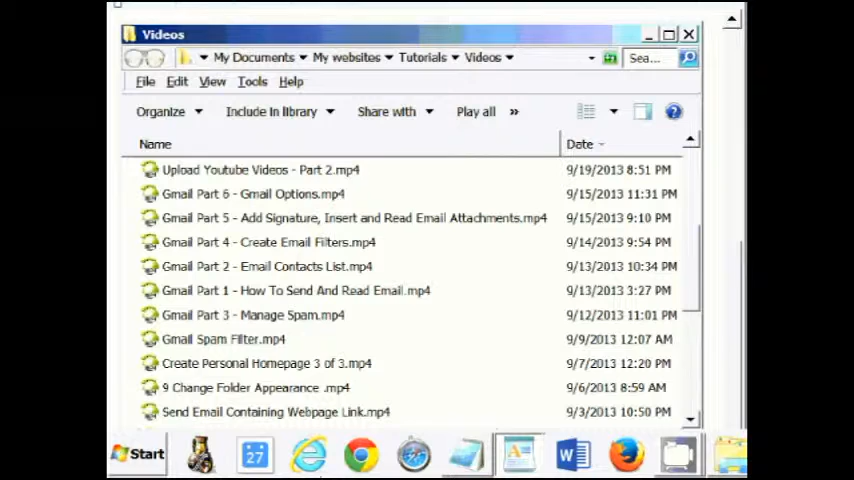 Videos
My Documents My websites Tutorials Videos Sea...
File Edit View Tools Help
Organize Include in library Share with Play all »
Name Date
Upload Youtube Videos - Part 2.mp4 9/19/2013 8:51 PM
Gmail Part 6 - Gmail Options.mp4 9/15/2013 11:31 PM
Gmail Part 5 - Add Signature, Insert and Read Email Attachments.mp4 9/15/2013 9:10 PM
Gmail Part 4 - Create Email Filters.mp4 9/14/2013 9:54 PM
Gmail Part 2 - Email Contacts List.mp4 9/13/2013 10:34 PM
Gmail Part 1 - How To Send And Read Email.mp4 9/13/2013 3:27 PM
Gmail Part 3 - Manage Spam.mp4 9/12/2013 11:01 PM
Gmail Spam Filter.mp4 9/9/2013 12:07 AM
Create Personal Homepage 3 of 3.mp4 9/7/2013 12:20 PM
9 Change Folder Appearance .mp4 9/6/2013 8:59 AM
Send Email Containing Webpage Link.mp4 9/3/2013 10:50 PM
Start 27 A W